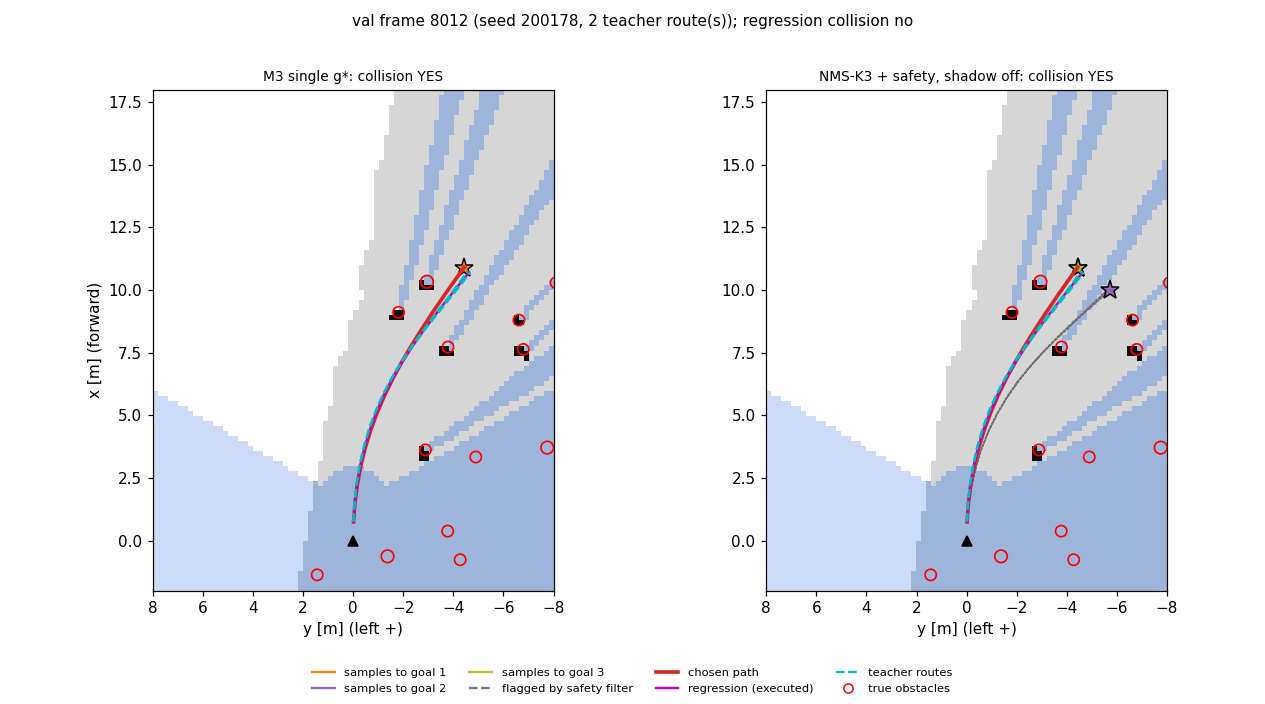 val frame 8012 (seed 200178, 2 teacher route(s)); regression collision no
M3 single g*: collision YES
NMS-K3 + safety, shadow off: collision YES
17.5
15.0
12.5
10.0
7.5
5.0
2.5
0.0
x [m] (forward)
8 6 4 2 0 −2 −4 −6 −8
y [m] (left +)
17.5
15.0
12.5
10.0
7.5
5.0
2.5
0.0
8 6 4 2 0 −2 −4 −6 −8
y [m] (left +)
samples to goal 1
samples to goal 2
samples to goal 3
flagged by safety filter
chosen path
regression (executed)
teacher routes
true obstacles